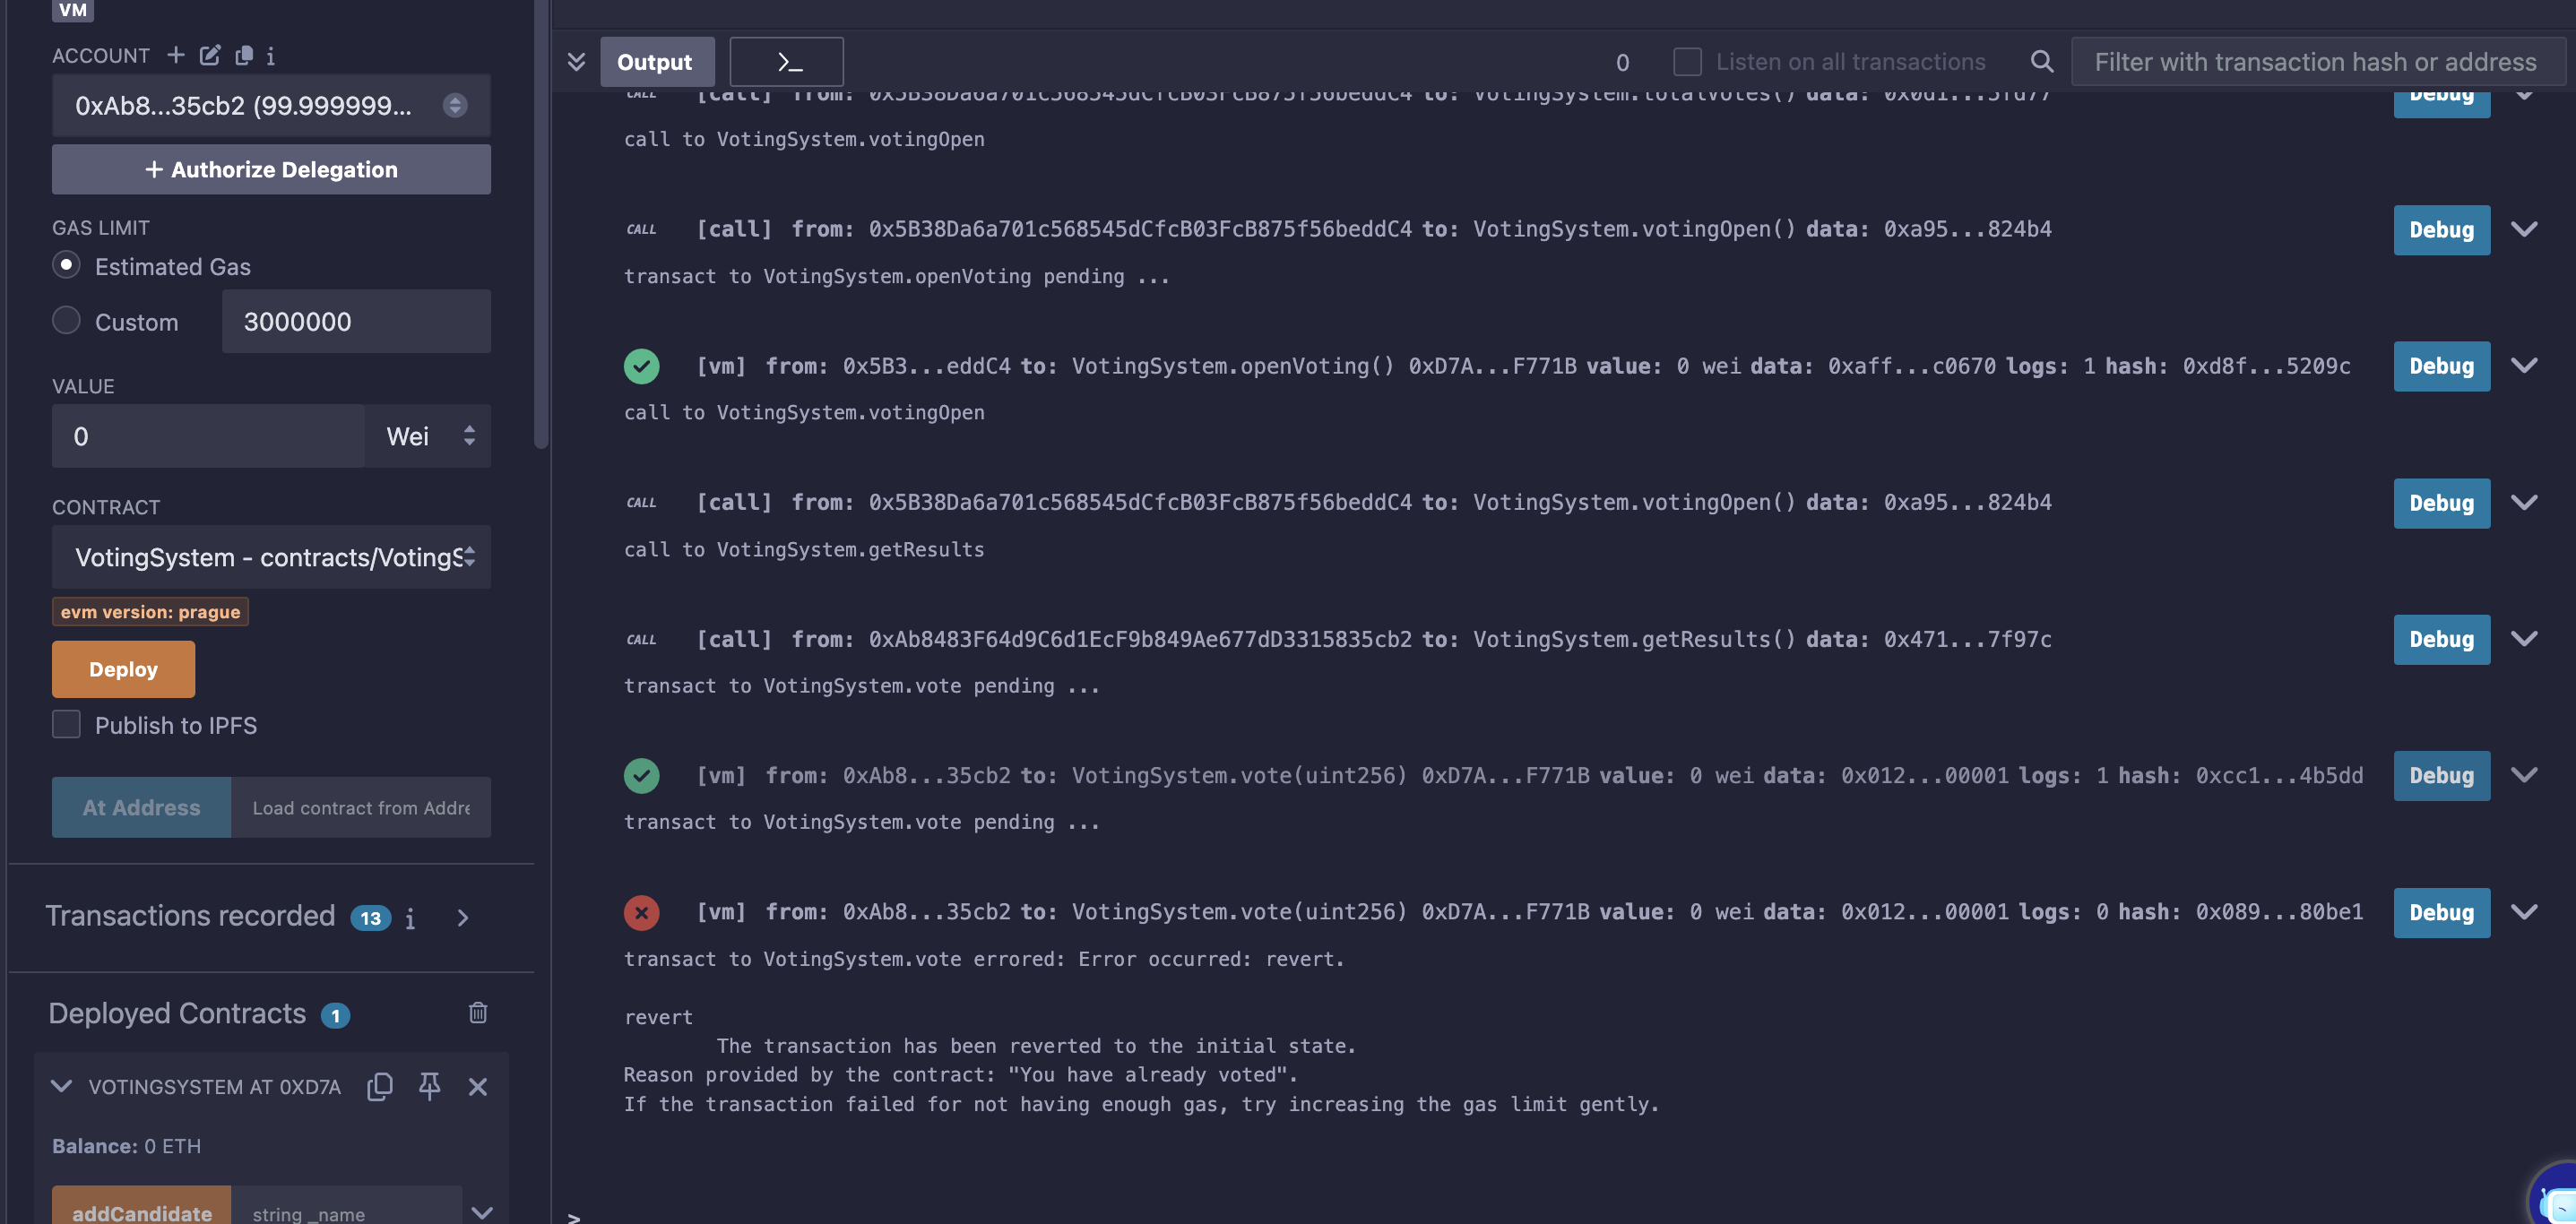 VM
ACCOUNT
0xAb8...35cb2 (99.999999...
+ Authorize Delegation
GAS LIMIT
Estimated Gas
Custom
3000000
VALUE
0
Wei
CONTRACT
VotingSystem - contracts/VotingS
evm version: prague
Deploy
Publish to IPFS
At Address
Load contract from Addre
Transactions recorded 13 i
Deployed Contracts 1
VOTINGSYSTEM AT 0XD7A
Balance: 0 ETH
addCandidate
string _name
Output
>_
0
Listen on all transactions
Filter with transaction hash or address
CALL [call] from: 0x5B38Da6a701c568545dCfcB03FcB875f56beddC4 to: VotingSystem.totalVotes() data: 0x0d1...5fd77 Debug
call to VotingSystem.votingOpen
CALL [call] from: 0x5B38Da6a701c568545dCfcB03FcB875f56beddC4 to: VotingSystem.votingOpen() data: 0xa95...824b4 Debug
transact to VotingSystem.openVoting pending ...
[vm] from: 0x5B3...eddC4 to: VotingSystem.openVoting() 0xD7A...F771B value: 0 wei data: 0xaff...c0670 logs: 1 hash: 0xd8f...5209c Debug
call to VotingSystem.votingOpen
CALL [call] from: 0x5B38Da6a701c568545dCfcB03FcB875f56beddC4 to: VotingSystem.votingOpen() data: 0xa95...824b4 Debug
call to VotingSystem.getResults
CALL [call] from: 0xAb8483F64d9C6d1EcF9b849Ae677dD3315835cb2 to: VotingSystem.getResults() data: 0x471...7f97c Debug
transact to VotingSystem.vote pending ...
[vm] from: 0xAb8...35cb2 to: VotingSystem.vote(uint256) 0xD7A...F771B value: 0 wei data: 0x012...00001 logs: 1 hash: 0xcc1...4b5dd Debug
transact to VotingSystem.vote pending ...
[vm] from: 0xAb8...35cb2 to: VotingSystem.vote(uint256) 0xD7A...F771B value: 0 wei data: 0x012...00001 logs: 0 hash: 0x089...80be1 Debug
transact to VotingSystem.vote errored: Error occurred: revert.
revert
The transaction has been reverted to the initial state.
Reason provided by the contract: "You have already voted".
If the transaction failed for not having enough gas, try increasing the gas limit gently.
>